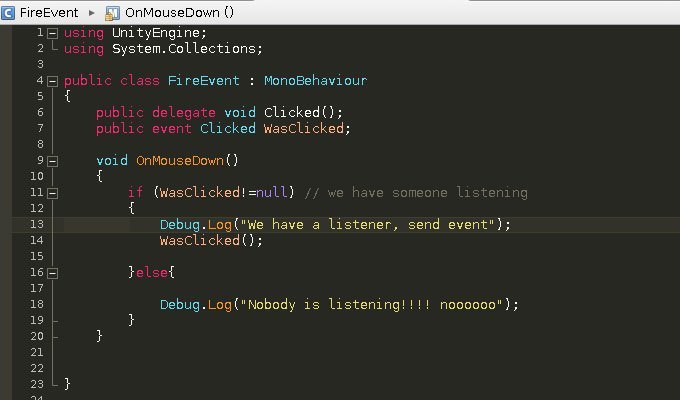 FireEvent ▸ OnMouseDown ()
1 using UnityEngine;
2 using System.Collections;
3
4 public class FireEvent : MonoBehaviour
5 {
6 public delegate void Clicked();
7 public event Clicked WasClicked;
8
9 void OnMouseDown()
10 {
11 if (WasClicked!=null) // we have someone listening
12 {
13 Debug.Log("We have a listener, send event");
14 WasClicked();
15
16 }else{
17
18 Debug.Log("Nobody is listening!!!! noooooo");
19 }
20 }
21
22
23 }
24